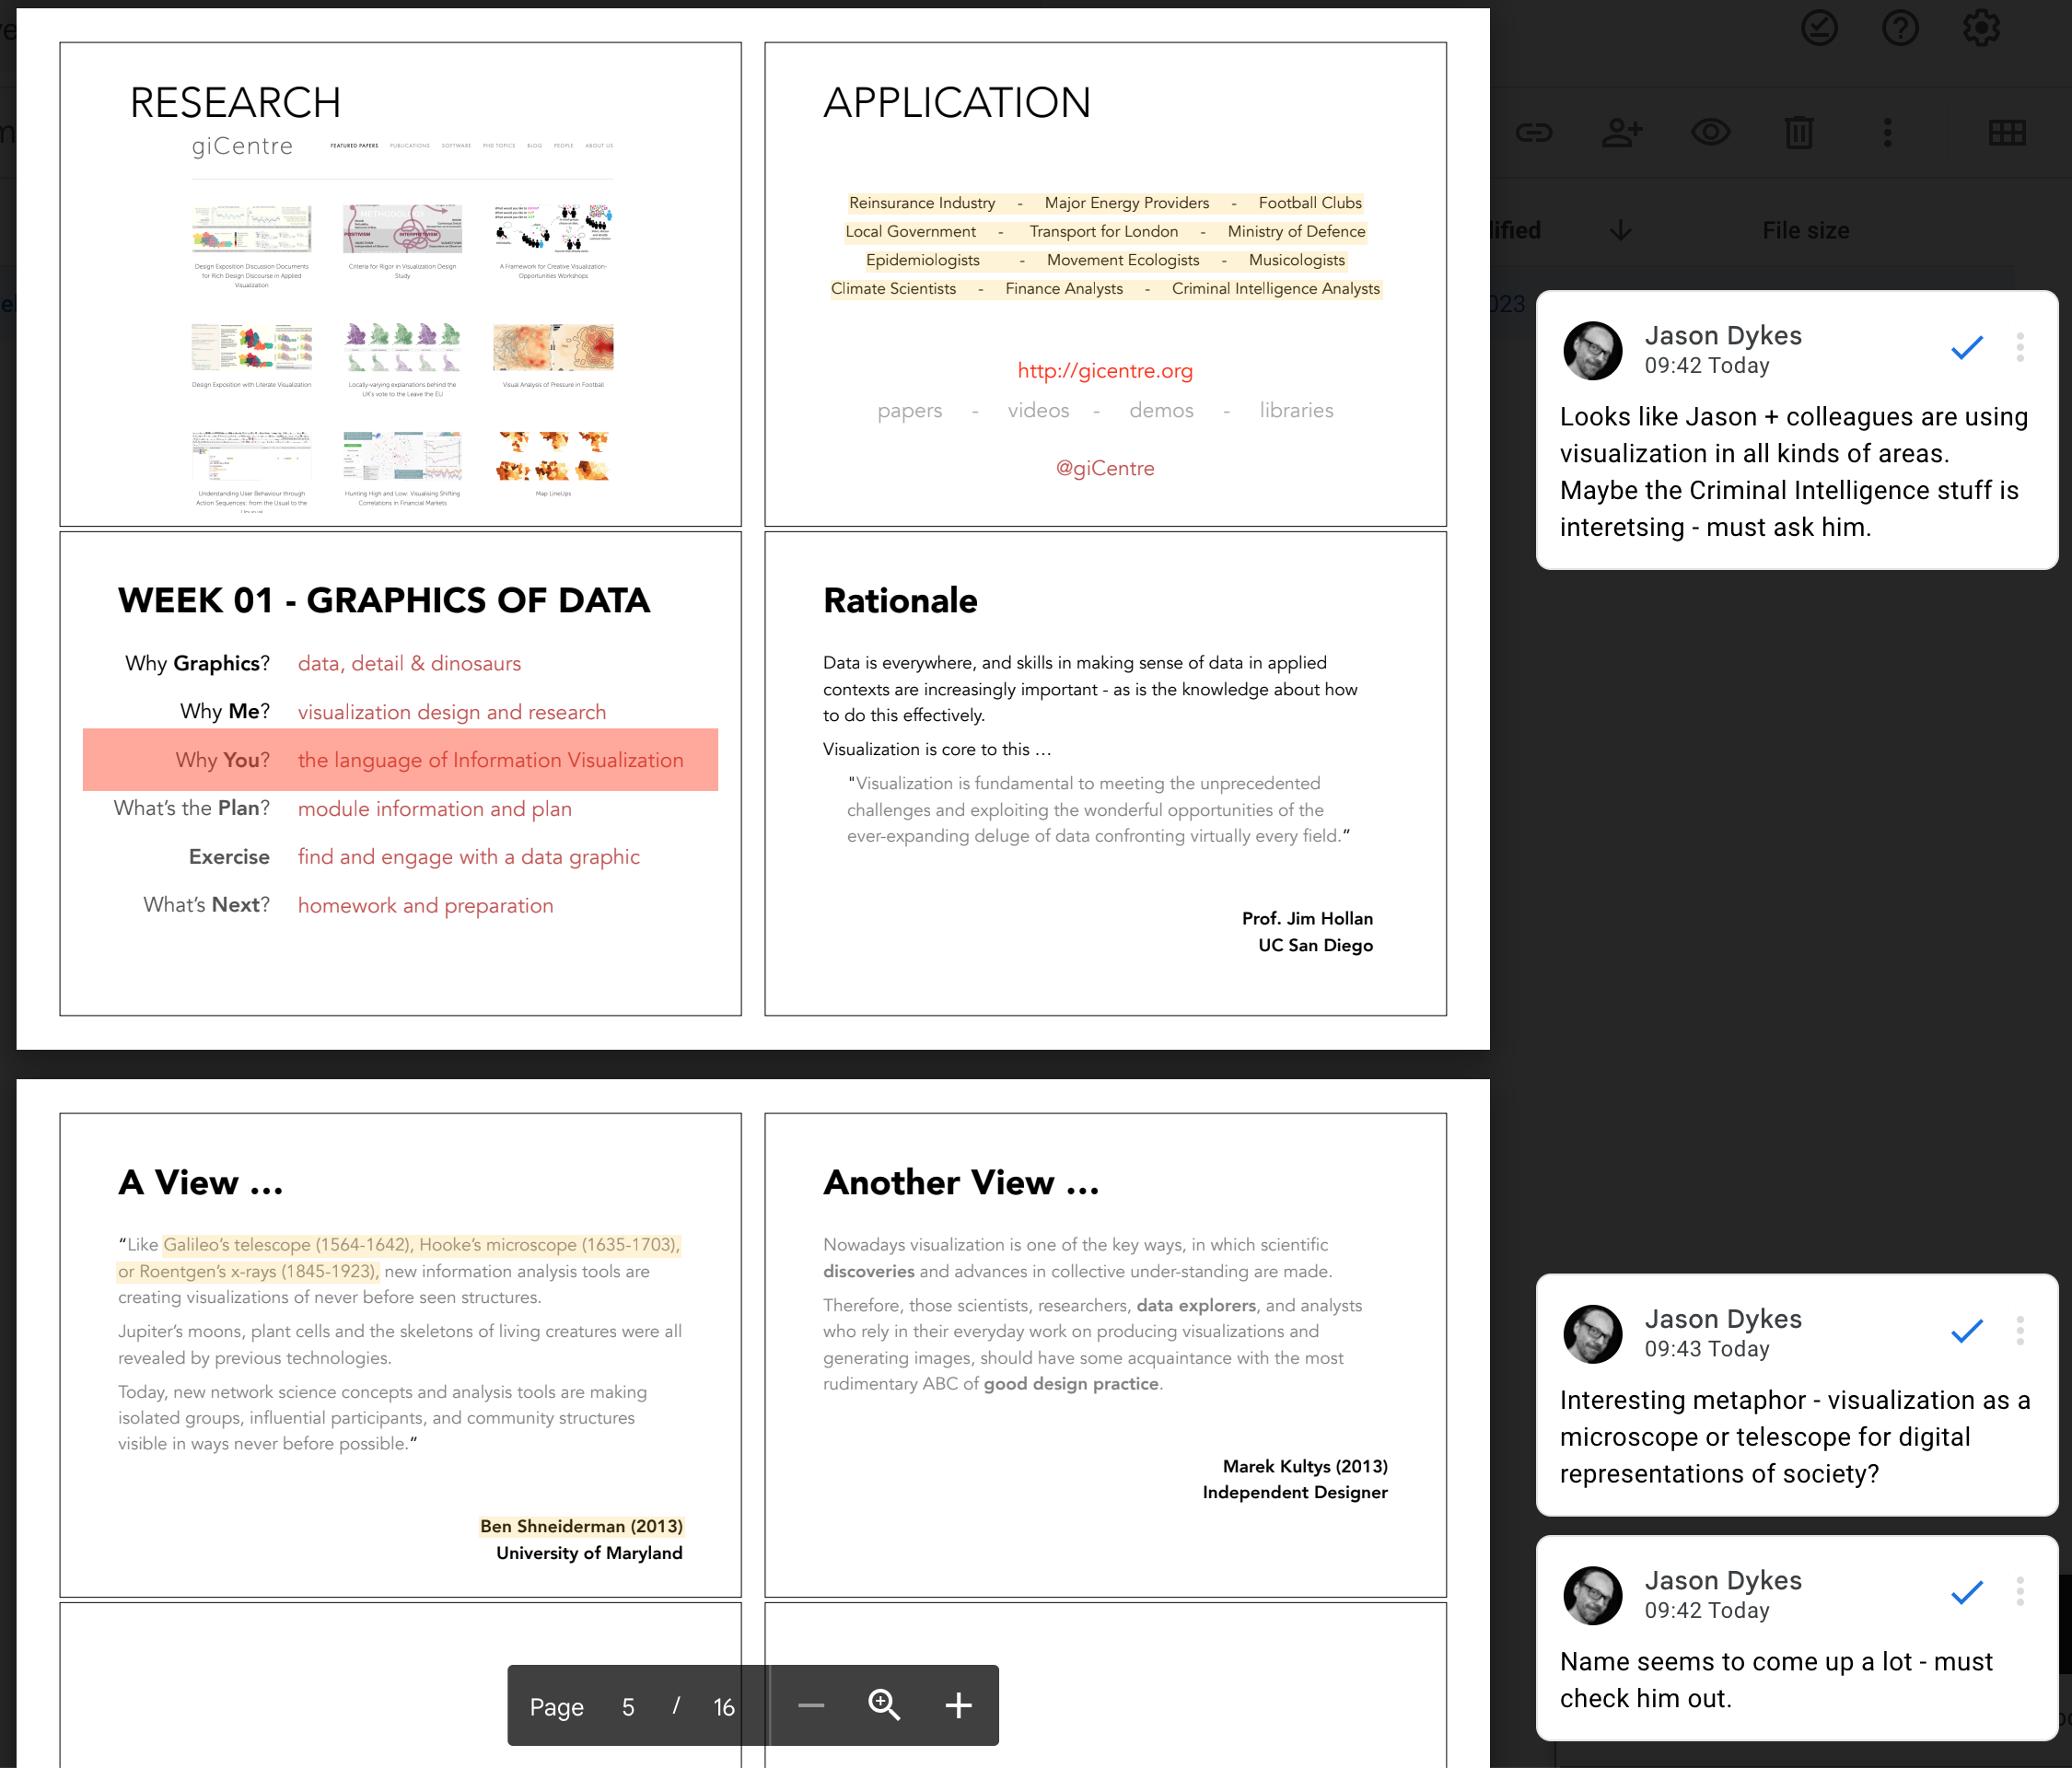 RESEARCH
giCentre
FEATURED PAPERS PUBLICATIONS SOFTWARE PHD TOPICS BLOG PEOPLE ABOUT US
METHODOLOGY
POSITIVISM INTERPRETIVISM
Design Exposition Discussion Documents
for Rich Design Discourse in Applied
Visualization
Criteria for Rigor in Visualization Design
Study
A Framework for Creative Visualization-
Opportunities Workshops
Design Exposition with Literate Visualization
Locally-varying explanations behind the
UK's vote to the Leave the EU
Visual Analysis of Pressure in Football
Understanding User Behaviour through
Action Sequences: from the Usual to the
Unusual
Hunting High and Low: Visualising Shifting
Correlations in Financial Markets
Map LineUps
APPLICATION
Reinsurance Industry - Major Energy Providers - Football Clubs
Local Government - Transport for London - Ministry of Defence
Epidemiologists - Movement Ecologists - Musicologists
Climate Scientists - Finance Analysts - Criminal Intelligence Analysts
http://gicentre.org
papers - videos - demos - libraries
@giCentre
WEEK 01 - GRAPHICS OF DATA
Why Graphics? data, detail & dinosaurs
Why Me? visualization design and research
Why You? the language of Information Visualization
What's the Plan? module information and plan
Exercise find and engage with a data graphic
What's Next? homework and preparation
Rationale
Data is everywhere, and skills in making sense of data in applied
contexts are increasingly important - as is the knowledge about how
to do this effectively.
Visualization is core to this …
"Visualization is fundamental to meeting the unprecedented
challenges and exploiting the wonderful opportunities of the
ever-expanding deluge of data confronting virtually every field.”
Prof. Jim Hollan
UC San Diego
A View …
“Like Galileo’s telescope (1564-1642), Hooke’s microscope (1635-1703),
or Roentgen’s x-rays (1845-1923), new information analysis tools are
creating visualizations of never before seen structures.
Jupiter’s moons, plant cells and the skeletons of living creatures were all
revealed by previous technologies.
Today, new network science concepts and analysis tools are making
isolated groups, influential participants, and community structures
visible in ways never before possible.”
Ben Shneiderman (2013)
University of Maryland
Another View …
Nowadays visualization is one of the key ways, in which scientific
discoveries and advances in collective under-standing are made.
Therefore, those scientists, researchers, data explorers, and analysts
who rely in their everyday work on producing visualizations and
generating images, should have some acquaintance with the most
rudimentary ABC of good design practice.
Marek Kultys (2013)
Independent Designer
Page 5 / 16
lified File size
023
Jason Dykes
09:42 Today
Looks like Jason + colleagues are using
visualization in all kinds of areas.
Maybe the Criminal Intelligence stuff is
interetsing - must ask him.
Jason Dykes
09:43 Today
Interesting metaphor - visualization as a
microscope or telescope for digital
representations of society?
Jason Dykes
09:42 Today
Name seems to come up a lot - must
check him out.